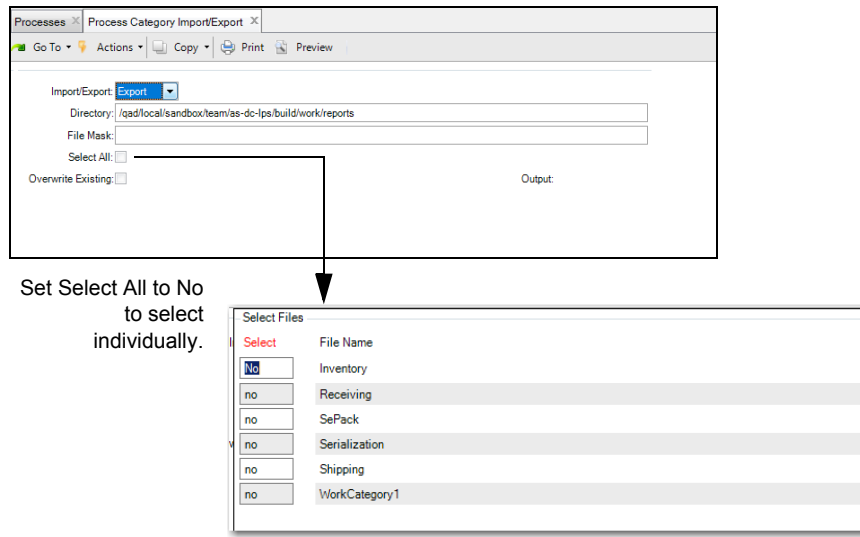 Processes Process Category Import/Export
Go To Actions Copy Print Preview
Import/Export: Export
Directory: /qad/local/sandbox/team/as-dc-lps/build/work/reports
File Mask:
Select All:
Overwrite Existing: Output:
Set Select All to No
to select
individually.
Select Files
Select File Name
No Inventory
no Receiving
no SePack
no Serialization
no Shipping
no WorkCategory1